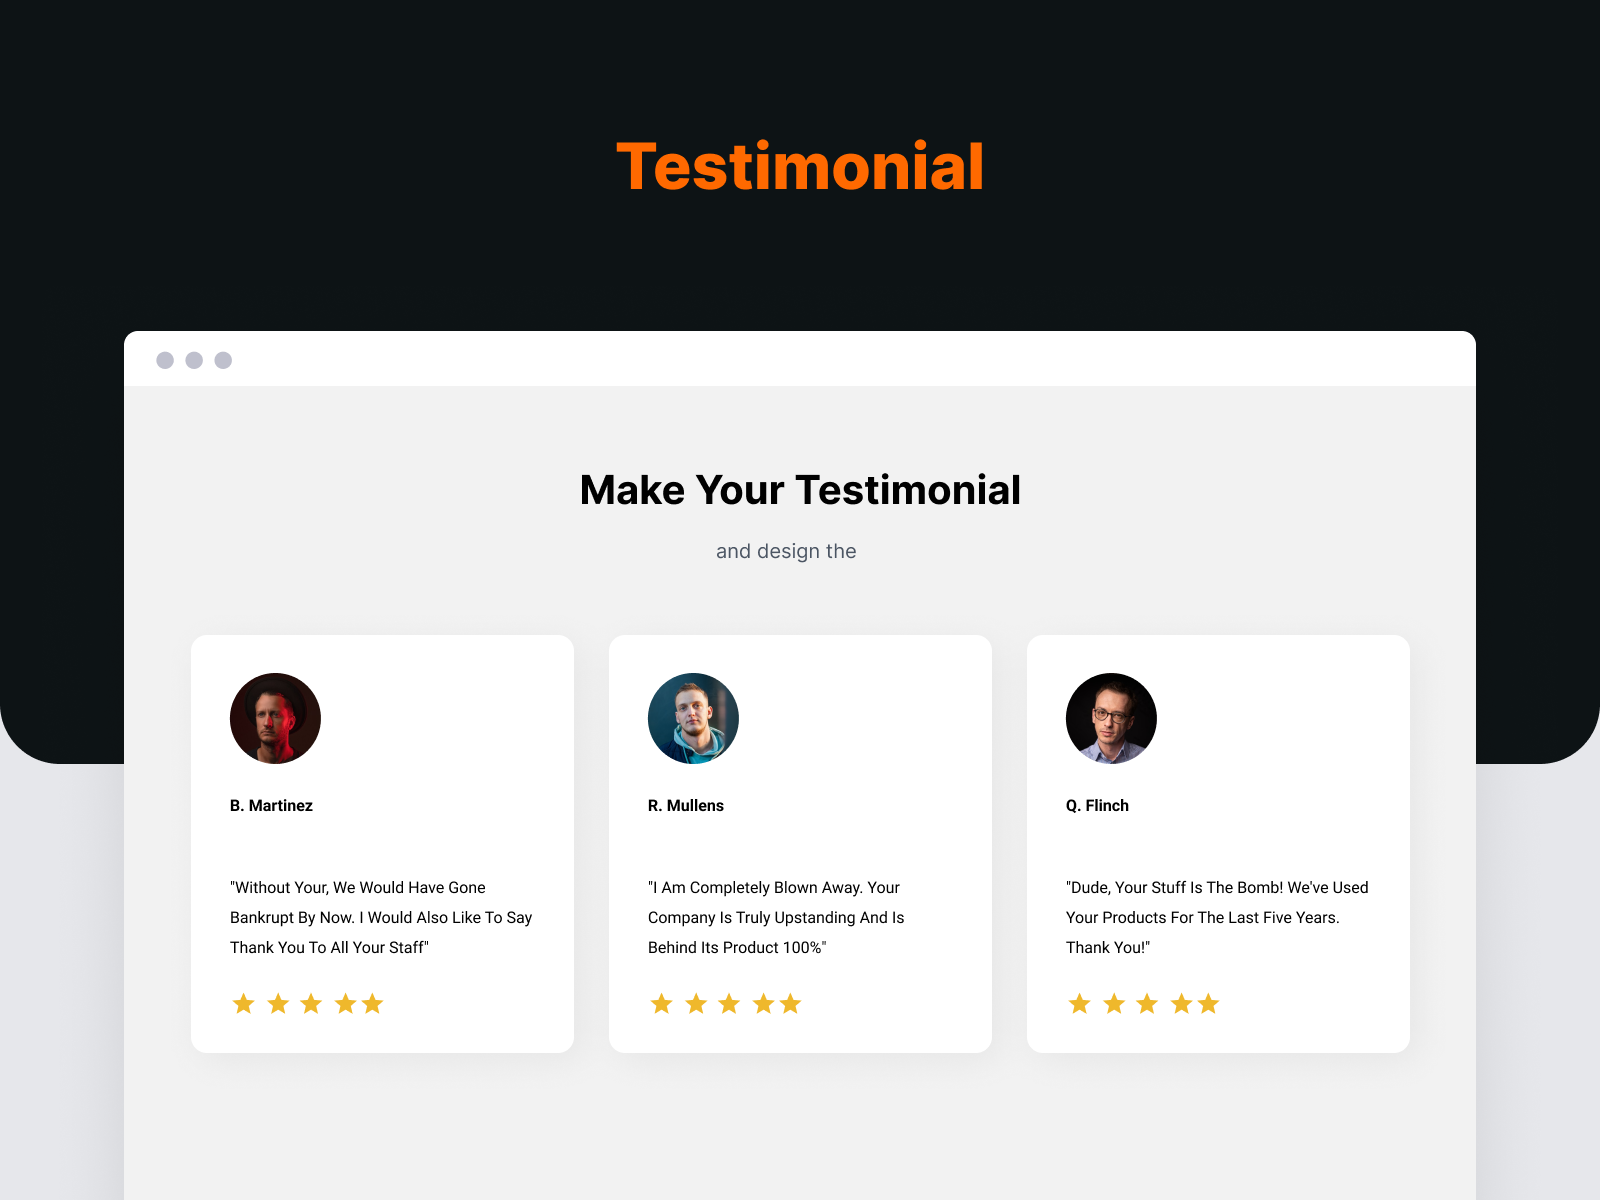 Testimonial
Make Your Testimonial
and design the
B. Martinez
"Without Your, We Would Have Gone
Bankrupt By Now. I Would Also Like To Say
Thank You To All Your Staff"
R. Mullens
"I Am Completely Blown Away. Your
Company Is Truly Upstanding And Is
Behind Its Product 100%"
Q. Flinch
"Dude, Your Stuff Is The Bomb! We've Used
Your Products For The Last Five Years.
Thank You!"